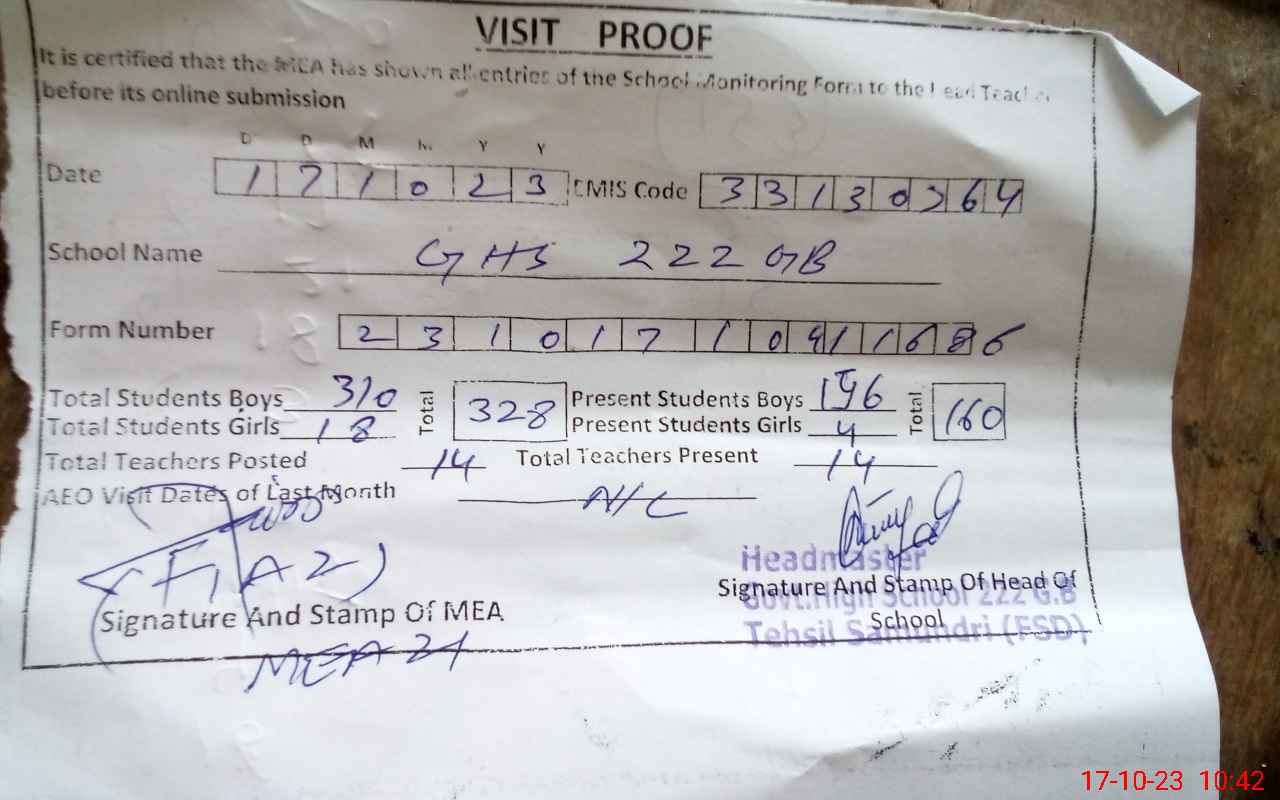 VISIT PROOF
It is certified that the MEA has shown all entries of the School Monitoring Form to the Lead Teacher
before its online submission
D D M M Y Y
Date 1 7 1 0 2 3 EMIS Code 3 3 1 3 0 3 6 4
School Name GHS 222 GB
Form Number 2 3 1 0 1 7 1 0 4 1 1 6 8 6
Total Students Boys 310 Total 328 Present Students Boys 156 Total 160
Total Students Girls 18 Present Students Girls 4
Total Teachers Posted 14 Total Teachers Present 14
AEO Visit Dates of Last Month
Headmaster
Signature And Stamp Of Head Of
Govt.High School 222 G.B
School
Signature And Stamp Of MEA
Tehsil Samundri (FSD)
MEA 24
17-10-23 10:42